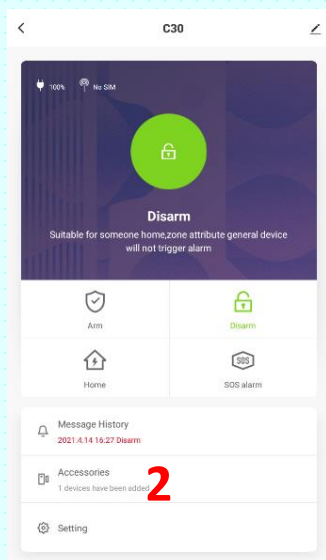 C30
100% No SIM
Disarm
Suitable for someone home,zone attribute general device
will not trigger alarm
Arm
Disarm
Home
SOS
SOS alarm
Message History
2021.4.14 16:27 Disarm
Accessories
1 devices have been added
2
Setting